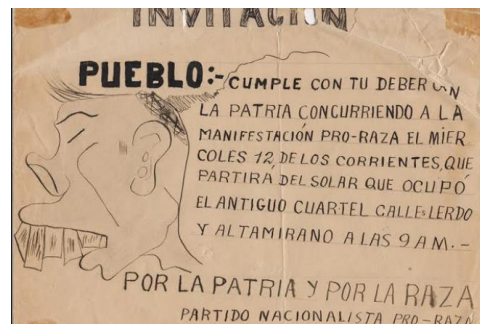 INVITACIÓN
PUEBLO:- CUMPLE CON TU DEBER CON
LA PATRIA CONCURRIENDO A LA
MANIFESTACIÓN PRO-RAZA EL MIER
COLES 12, DE LOS CORRIENTES, QUE
PARTIRÁ DEL SOLAR QUE OCUPÓ
EL ANTIGUO CUARTEL CALLES LERDO
Y ALTAMIRANO A LAS 9 A M. -
POR LA PATRIA Y POR LA RAZA
PARTIDO NACIONALISTA PRO-RAZA